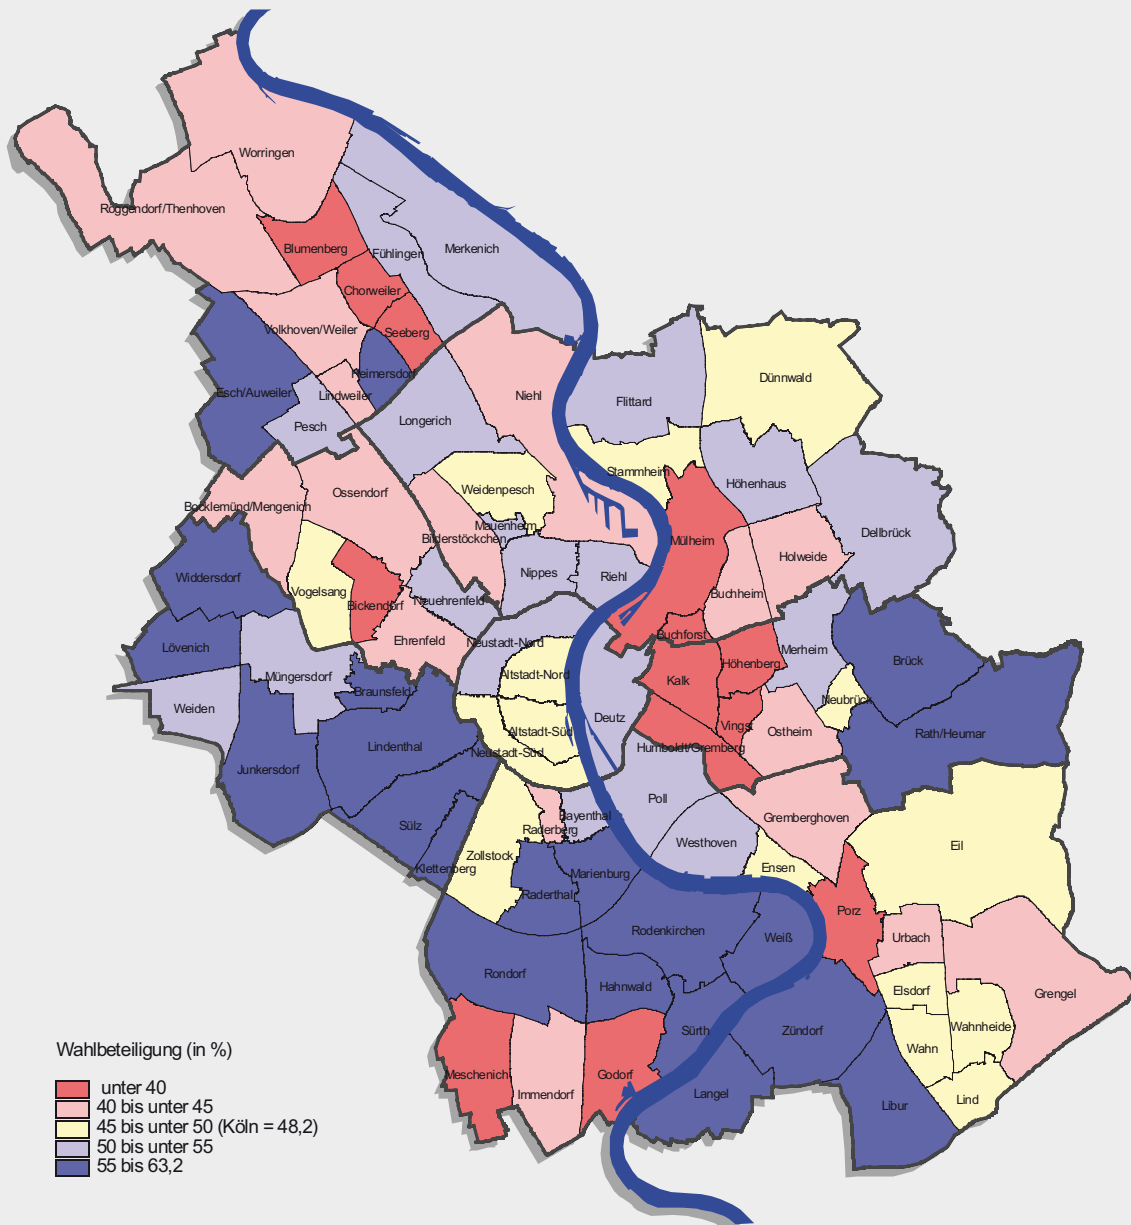 Worringen
Roggendorf/Thenhoven
Blumenberg
Fühlingen
Merkenich
Chorweiler
Volkhoven/Weiler
Seeberg
Heimersdorf
Esch/Auweiler
Lindweiler
Pesch
Longerich
Niehl
Flittard
Dünnwald
Stammheim
Höhenhaus
Weidenpesch
Ossendorf
Bocklemünd/Mengenich
Mauenheim
Bilderstöckchen
Mülheim
Dellbrück
Holweide
Nippes
Riehl
Widdersdorf
Vogelsang
Bickendorf
Neuehrenfeld
Buchheim
Ehrenfeld
Neustadt-Nord
Buchforst
Lövenich
Merheim
Höhenberg
Brück
Müngersdorf
Braunsfeld
Altstadt-Nord
Kalk
Neubrück
Weiden
Deutz
Vingst
Ostheim
Rath/Heumar
Lindenthal
Altstadt-Süd
Neustadt-Süd
Humboldt/Gremberg
Junkersdorf
Poll
Gremberghoven
Bayenthal
Raderberg
Sülz
Westhoven
Eil
Zollstock
Klettenberg
Ensen
Marienburg
Raderthal
Porz
Rodenkirchen
Weiß
Urbach
Rondorf
Hahnwald
Elsdorf
Grengel
Sürth
Zündorf
Wahnheide
Wahn
Meschenich
Godorf
Immendorf
Langel
Libur
Lind
Wahlbeteiligung (in %)
unter 40
40 bis unter 45
45 bis unter 50 (Köln = 48,2)
50 bis unter 55
55 bis 63,2